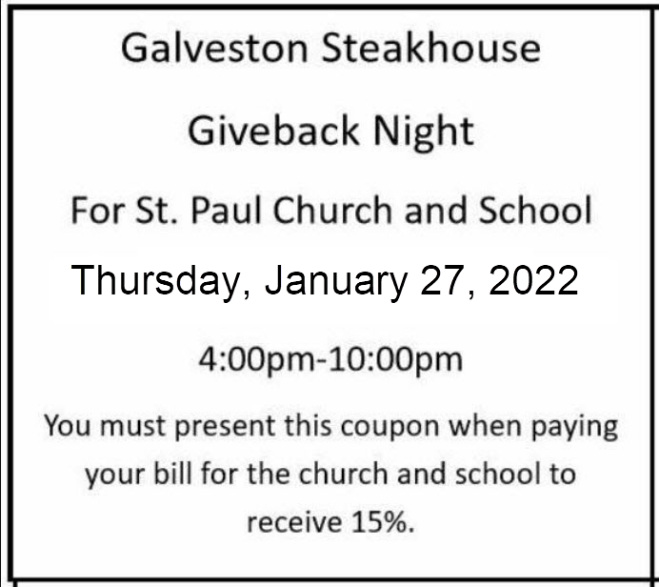 Galveston Steakhouse
Giveback Night
For St. Paul Church and School
Thursday, January 27, 2022
4:00pm-10:00pm
You must present this coupon when paying
your bill for the church and school to
receive 15%.